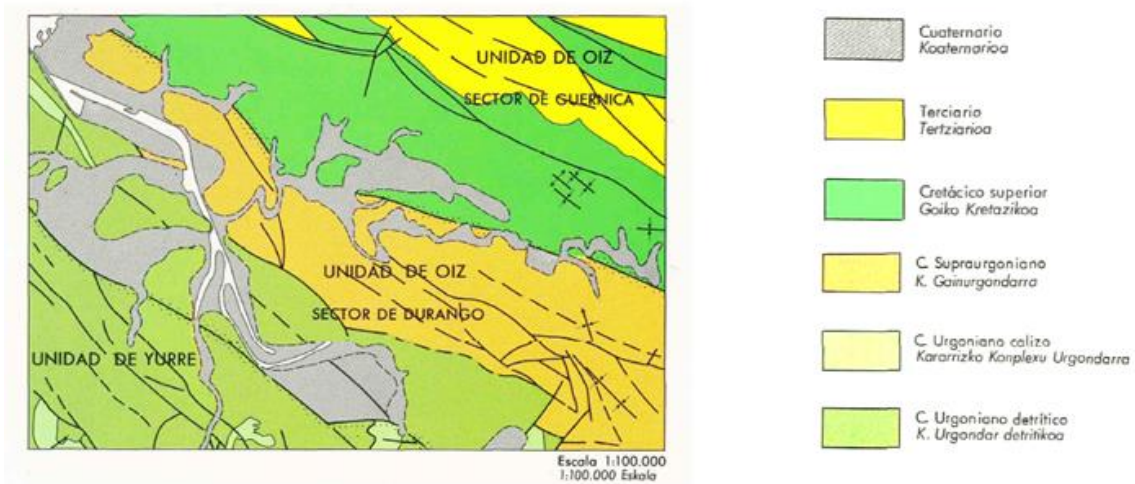 UNIDAD DE OIZ
SECTOR DE GUERNICA
UNIDAD DE OIZ
SECTOR DE DURANGO
UNIDAD DE YURRE
Escala 1:100.000
1:100.000 Eskala
Cuaternario
Koaternarioa
Terciario
Tertziarioa
Cretácico superior
Goiko Kretazikoa
C. Supraurgoniano
K. Gainurgondarra
C. Urgoniano calizo
Kararrizko Konplexu Urgondarra
C. Urgoniano detrítico
K. Urgondar detritikoa